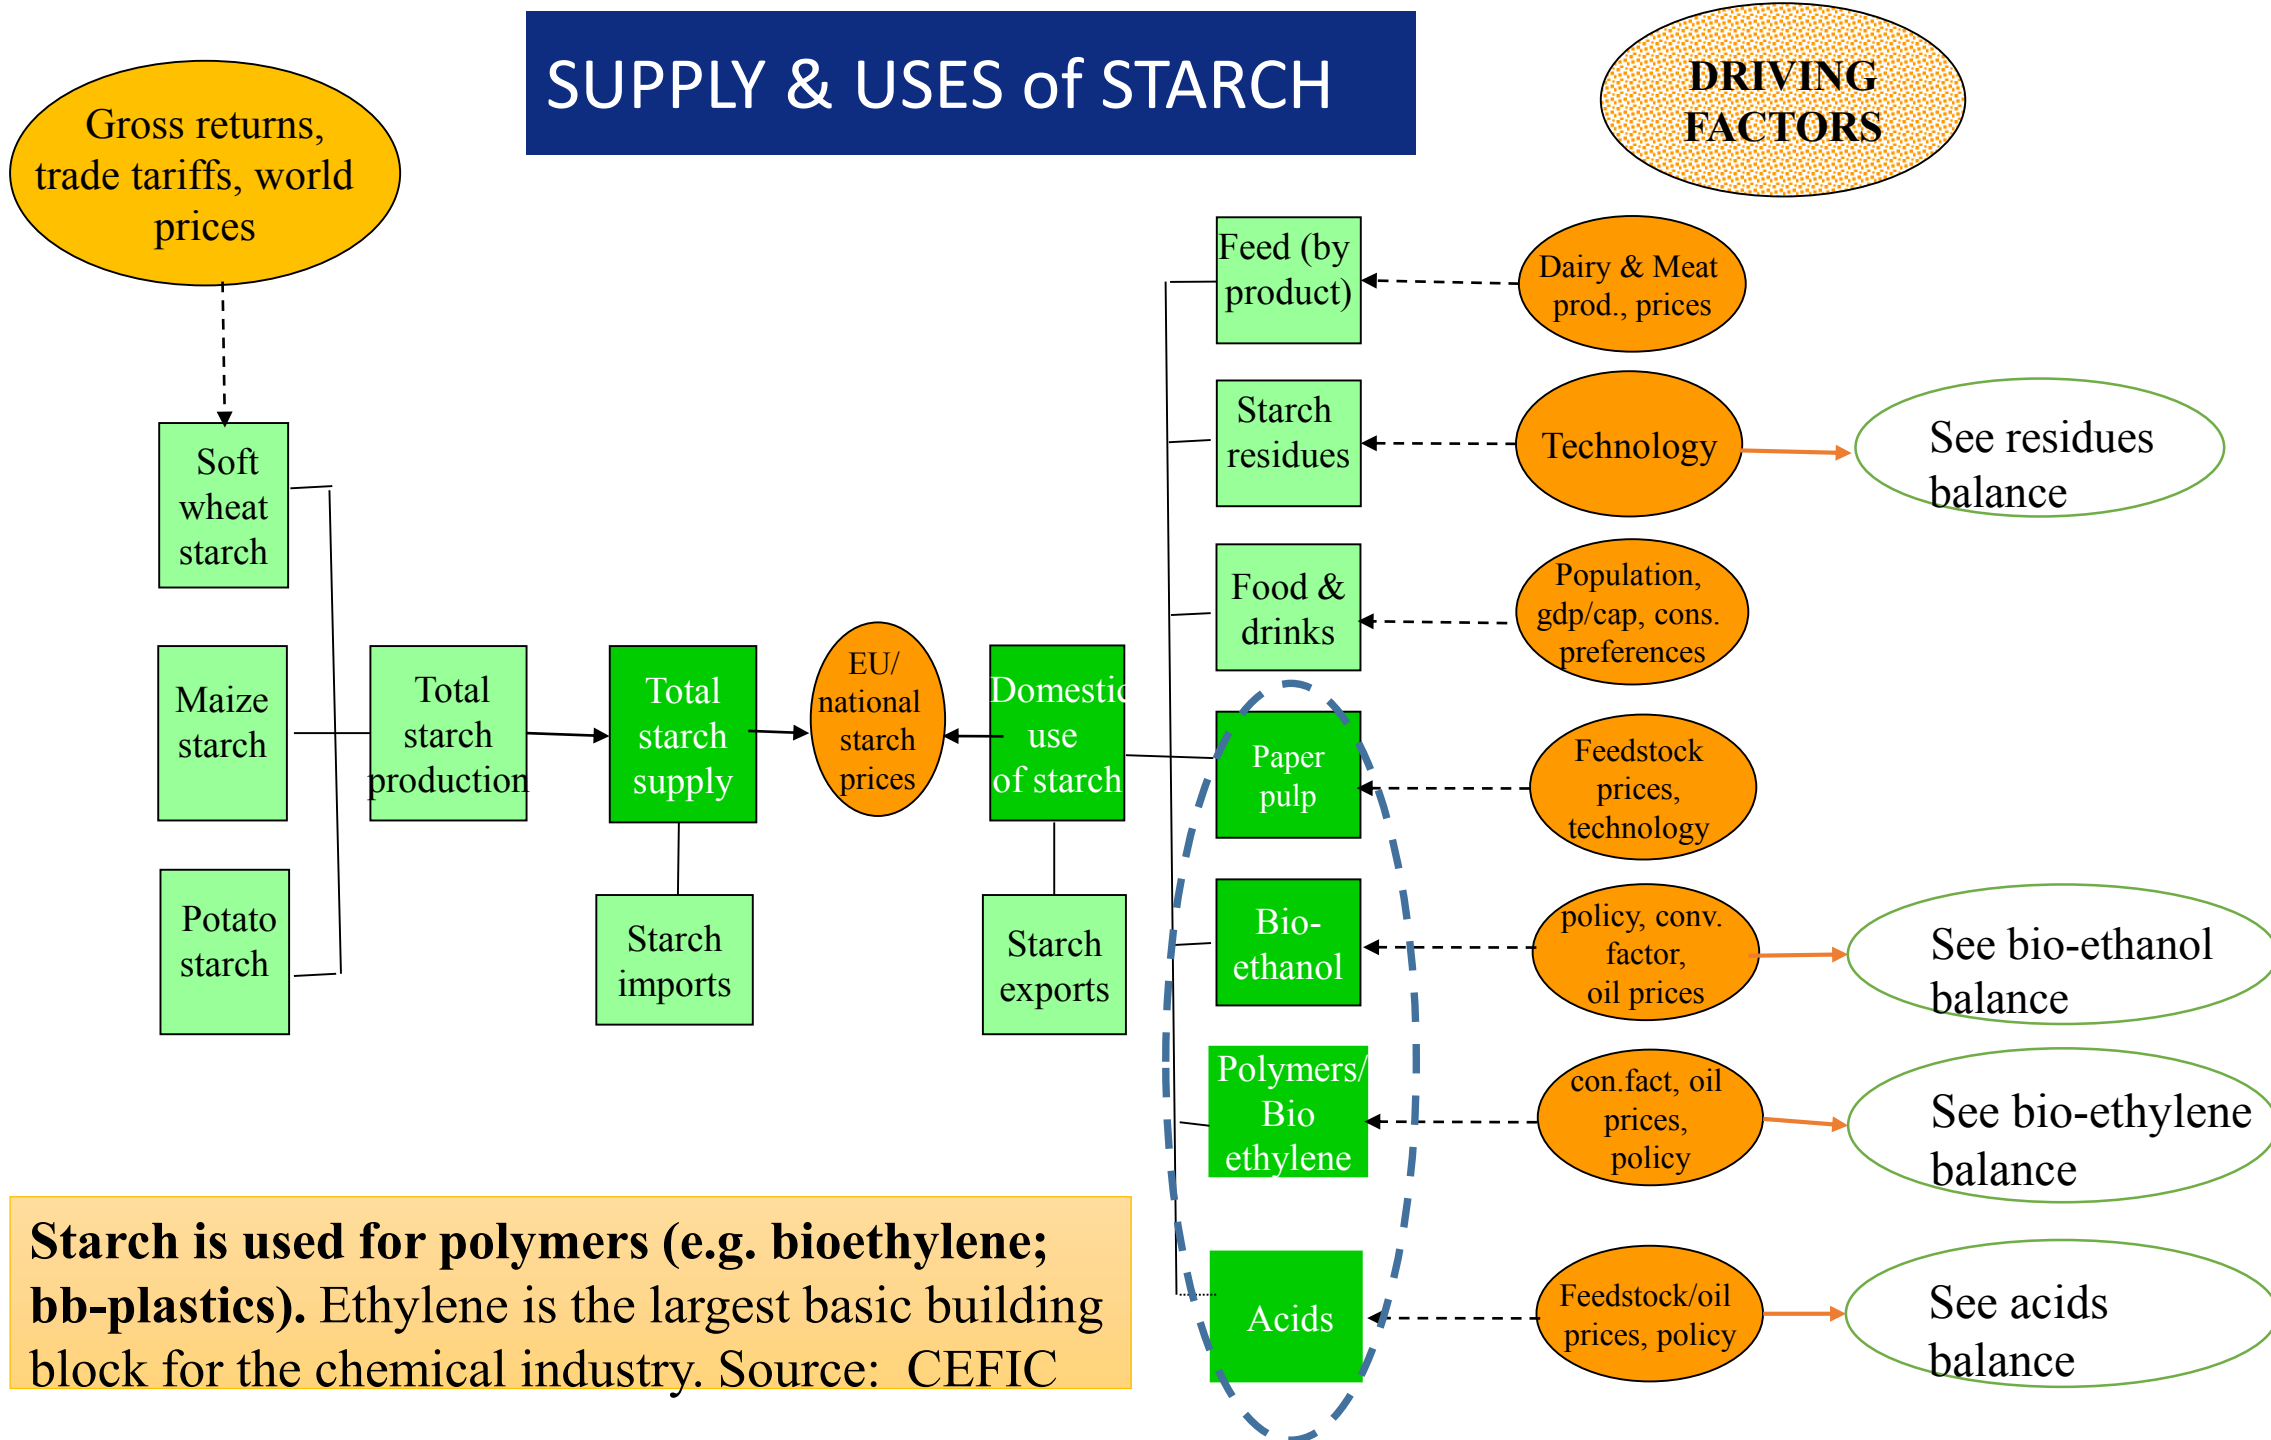 SUPPLY & USES of STARCH
DRIVING
FACTORS
Gross returns,
trade tariffs, world
prices
Soft
wheat
starch
Maize
starch
Potato
starch
Total
starch
production
Total
starch
supply
Starch
imports
EU/
national
starch
prices
Domestic
use
of starch
Starch
exports
Feed (by
product)
Dairy & Meat
prod., prices
Starch
residues
Technology
See residues
balance
Food &
drinks
Population,
gdp/cap, cons.
preferences
Paper
pulp
Feedstock
prices,
technology
Bio-
ethanol
policy, conv.
factor,
oil prices
See bio-ethanol
balance
Polymers/
Bio
ethylene
con.fact, oil
prices,
policy
See bio-ethylene
balance
Acids
Feedstock/oil
prices, policy
See acids
balance
Starch is used for polymers (e.g. bioethylene;
bb-plastics). Ethylene is the largest basic building
block for the chemical industry. Source: CEFIC